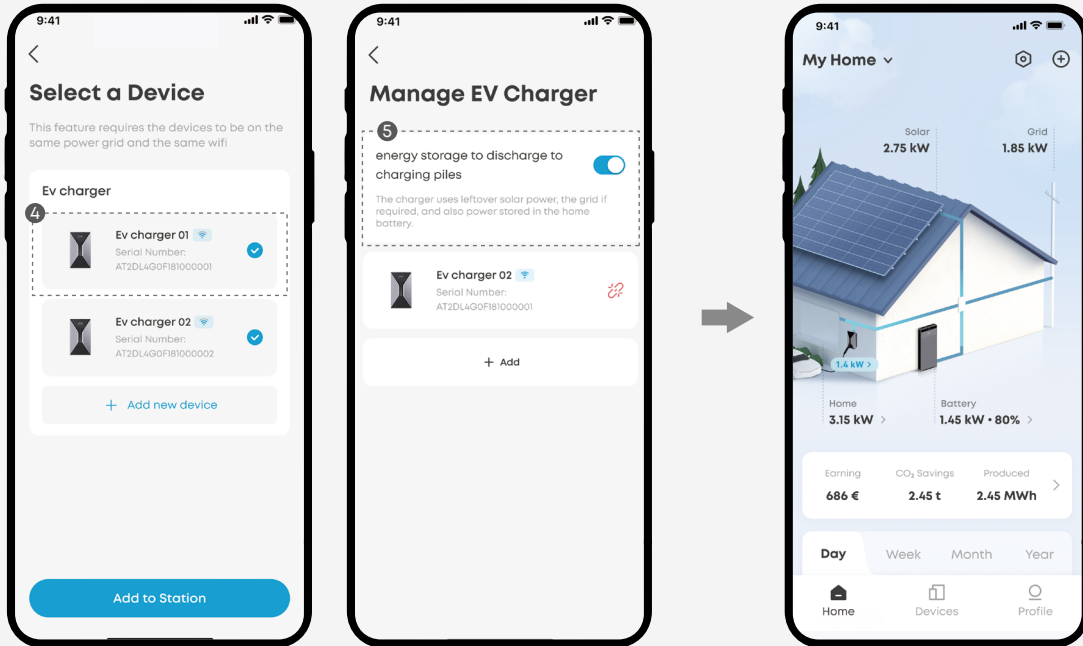 9:41
Select a Device
This feature requires the devices to be on the
same power grid and the same wifi
Ev charger
4
Ev charger 01
Serial Number:
AT2DL4G0F181000001
Ev charger 02
Serial Number:
AT2DL4G0F181000002
+ Add new device
Add to Station
9:41
Manage EV Charger
5
energy storage to discharge to
charging piles
The charger uses leftover solar power, the grid if
required, and also power stored in the home
battery.
Ev charger 02
Serial Number:
AT2DL4G0F181000001
+ Add
9:41
My Home
Solar
2.75 kW
Grid
1.85 kW
1.4 kW >
Home
3.15 kW >
Battery
1.45 kW • 80% >
Earning
686 €
CO₂ Savings
2.45 t
Produced
2.45 MWh
Day
Week
Month
Year
Home
Devices
Profile